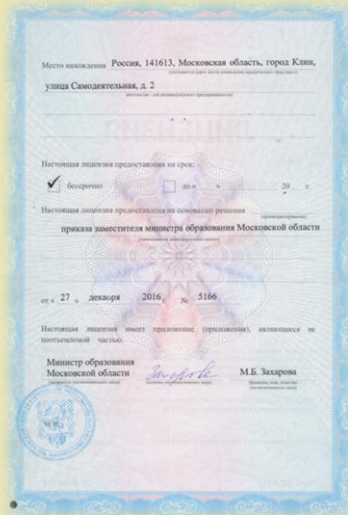 Место нахождения Россия, 141613, Московская область, город Клин,
улица Самодеятельная, д. 2
Настоящая лицензия предоставлена на срок:
✓ бессрочно до « » 20 г.
Настоящая лицензия предоставлена на основании решения
приказа заместителя министра образования Московской области
от « 27 » декабря 2016 г. № 5166
Настоящая лицензия имеет приложение (приложения), являющееся ее
неотъемлемой частью.
Министр образования
Московской области М.Б. Захарова
М.П.